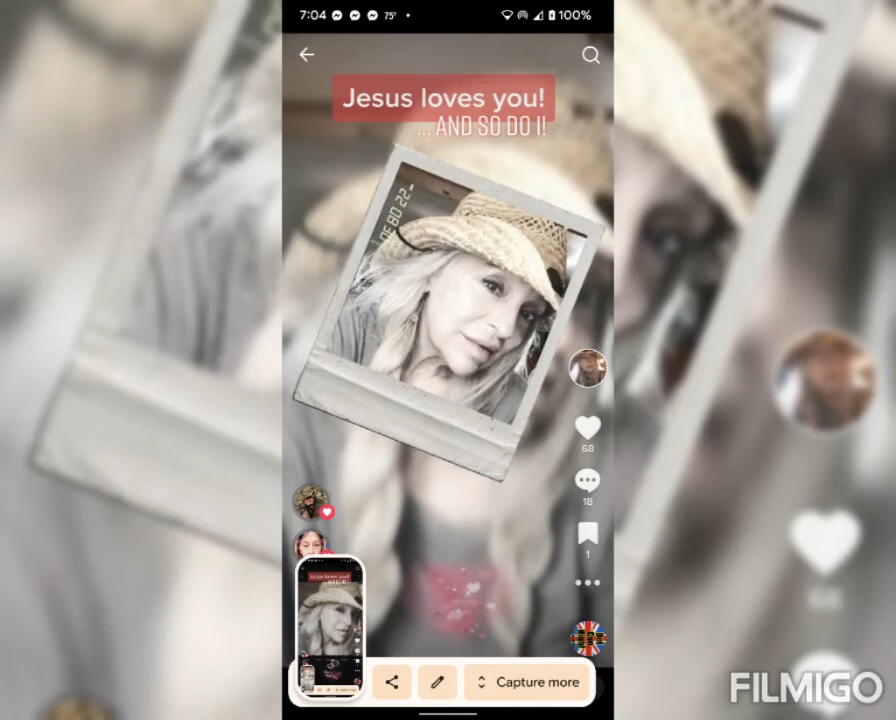 7:04 75° 100%
Jesus loves you!
... AND SO DO I!
68
18
1
Capture more
FILMIGO